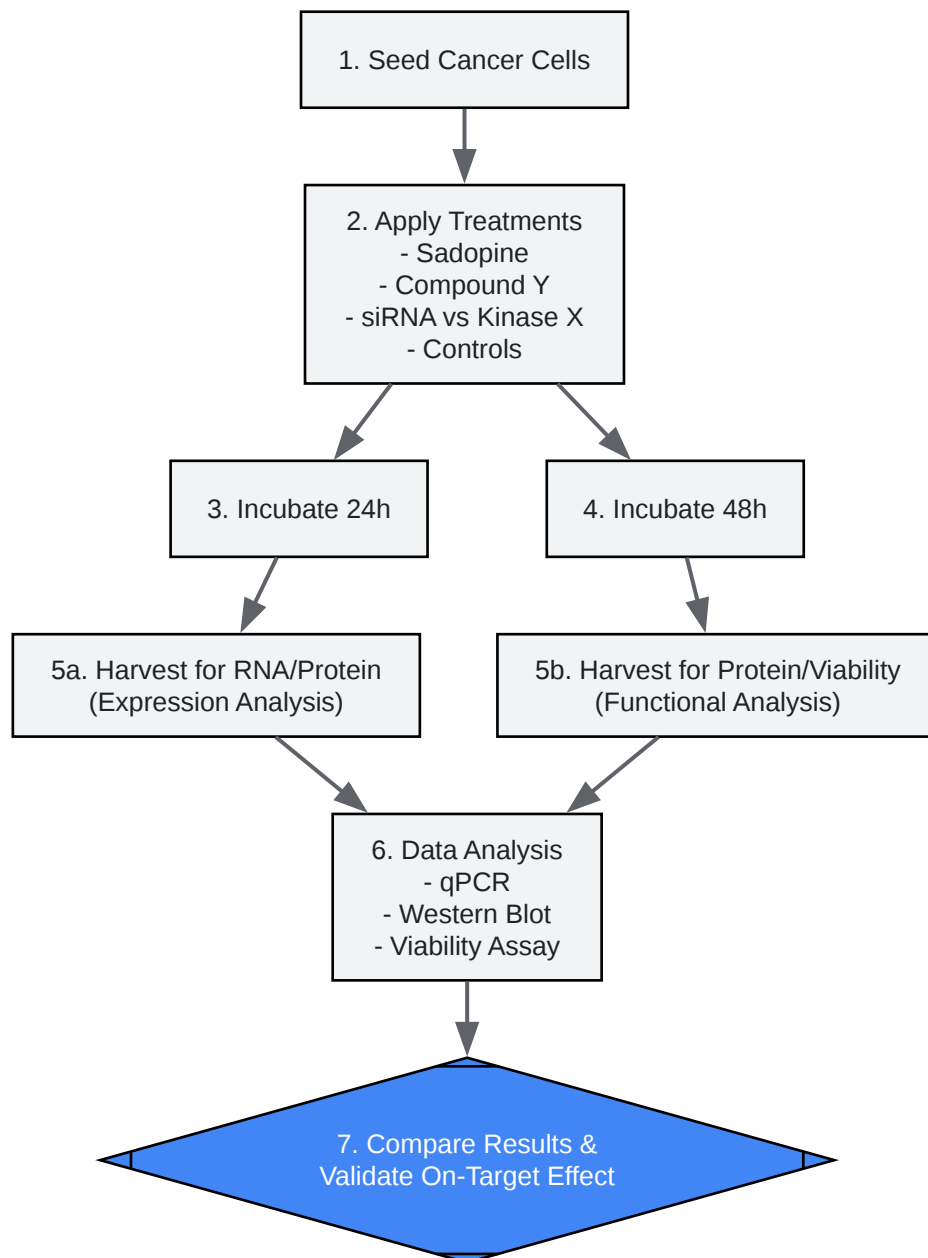 1. Seed Cancer Cells
2. Apply Treatments
- Sadopine
- Compound Y
- siRNA vs Kinase X
- Controls
3. Incubate 24h
4. Incubate 48h
5a. Harvest for RNA/Protein
(Expression Analysis)
5b. Harvest for Protein/Viability
(Functional Analysis)
6. Data Analysis
- qPCR
- Western Blot
- Viability Assay
7. Compare Results &
Validate On-Target Effect